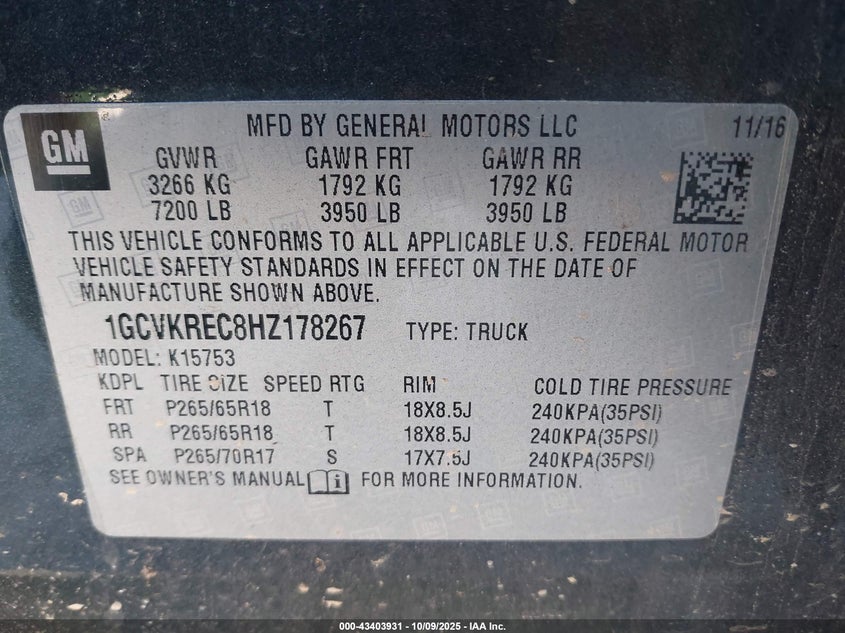 GM ®
MFD BY GENERAL MOTORS LLC 11/16
GVWR GAWR FRT GAWR RR
3266 KG 1792 KG 1792 KG
7200 LB 3950 LB 3950 LB
THIS VEHICLE CONFORMS TO ALL APPLICABLE U.S. FEDERAL MOTOR
VEHICLE SAFETY STANDARDS IN EFFECT ON THE DATE OF
MANUFACTURE SHOWN ABOVE.
1GCVKREC8HZ178267 TYPE: TRUCK
MODEL: K15753
KDPL TIRE SIZE SPEED RTG RIM COLD TIRE PRESSURE
FRT P265/65R18 T 18X8.5J 240KPA(35PSI)
RR P265/65R18 T 18X8.5J 240KPA(35PSI)
SPA P265/70R17 S 17X7.5J 240KPA(35PSI)
SEE OWNER'S MANUAL i FOR MORE INFORMATION.
000-43403931 - 10/09/2025 - IAA Inc.